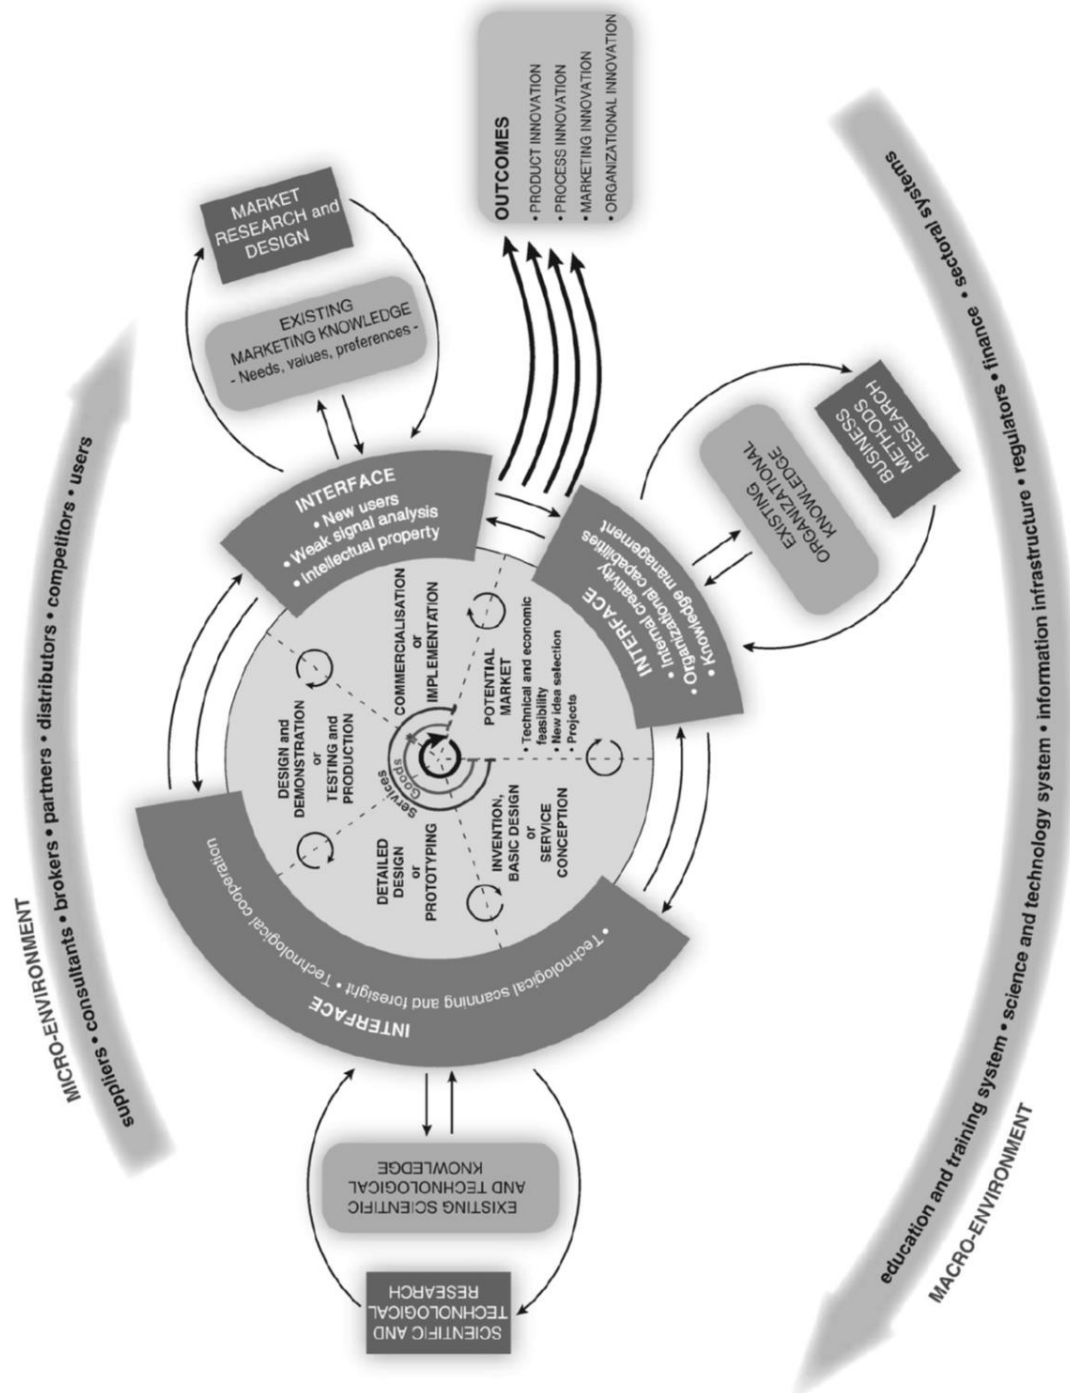 MICRO-ENVIRONMENT
suppliers • consultants • brokers • partners • distributors • competitors • users
MARKET
RESEARCH and
DESIGN
EXISTING
MARKETING KNOWLEDGE
- Needs, values, preferences -
INTERFACE
• New users
• Weak signal analysis
• Intellectual property
OUTCOMES
• PRODUCT INNOVATION
• PROCESS INNOVATION
• MARKETING INNOVATION
• ORGANIZATIONAL INNOVATION
SCIENTIFIC AND
TECHNOLOGICAL
RESEARCH
EXISTING SCIENTIFIC
AND TECHNOLOGICAL
KNOWLEDGE
INTERFACE
• Technological scanning and foresight • Technological cooperation
DESIGN and
DEMONSTRATION
or
TESTING and
PRODUCTION
COMMERCIALISATION
or
IMPLEMENTATION
Services
Goods
DETAILED
DESIGN
or
PROTOTYPING
POTENTIAL
MARKET
• Technical and economic
feasibility
• New idea selection
• Projects
INVENTION,
BASIC DESIGN
or
SERVICE
CONCEPTION
INTERFACE
• Internal creativity
• Organizational capabilities
• Knowledge management
EXISTING
ORGANIZATIONAL
KNOWLEDGE
BUSINESS
METHODS
RESEARCH
education and training system • science and technology system • information infrastructure • regulators • finance • sectoral systems
MACRO-ENVIRONMENT